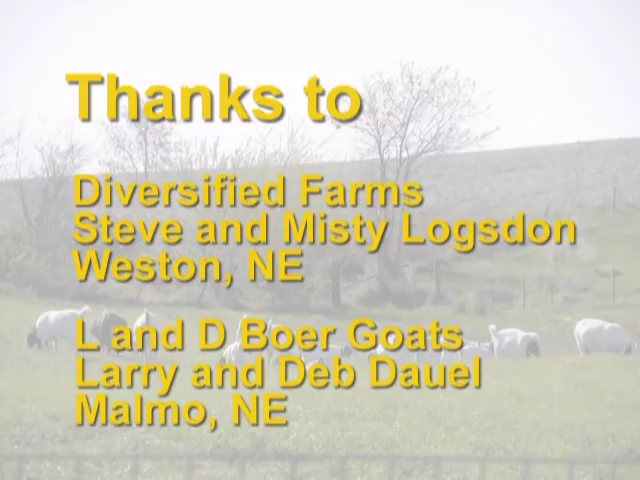 Thanks to
Diversified Farms
Steve and Misty Logsdon
Weston, NE
L and D Boer Goats
Larry and Deb Dauel
Malmo, NE